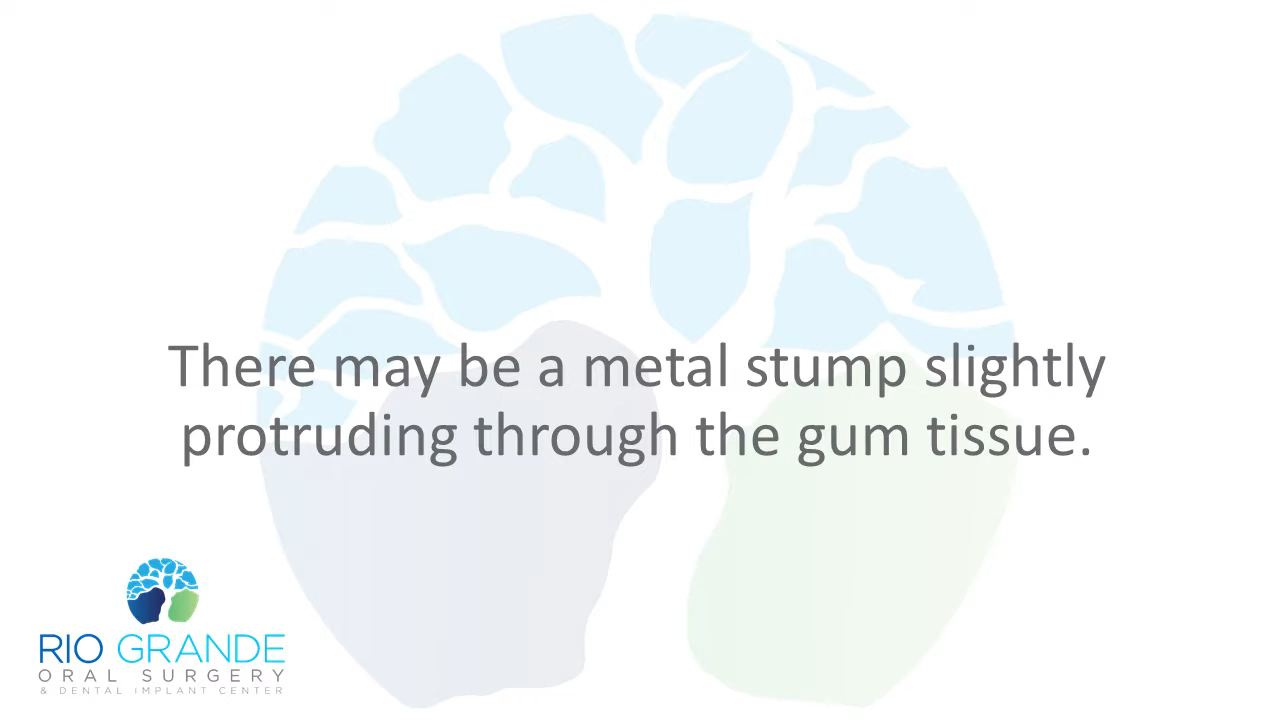 There may be a metal stump slightly
protruding through the gum tissue.
RIO GRANDE
ORAL SURGERY
& DENTAL IMPLANT CENTER